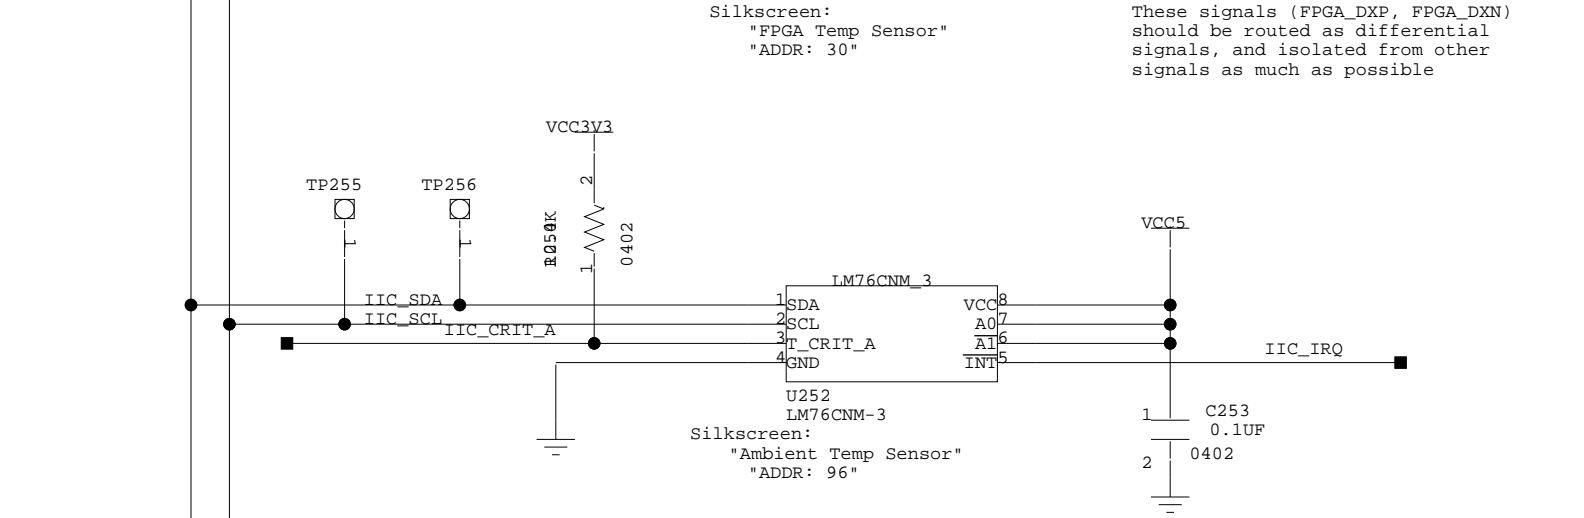 Silkscreen:
"FPGA Temp Sensor"
"ADDR: 30"
These signals (FPGA_DXP, FPGA_DXN)
should be routed as differential
signals, and isolated from other
signals as much as possible
VCC3V3
2
TP255
TP256
1
1
0402
1
VCC5
LM76CNM_3
IIC_SDA
IIC_SCL
IIC_CRIT_A
1
SDA
2
SCL
3
T_CRIT_A
4
GND
VCC
8
A0
7
A1
6
INT
5
IIC_IRQ
U252
LM76CNM-3
Silkscreen:
"Ambient Temp Sensor"
"ADDR: 96"
1
C253
0.1UF
0402
2